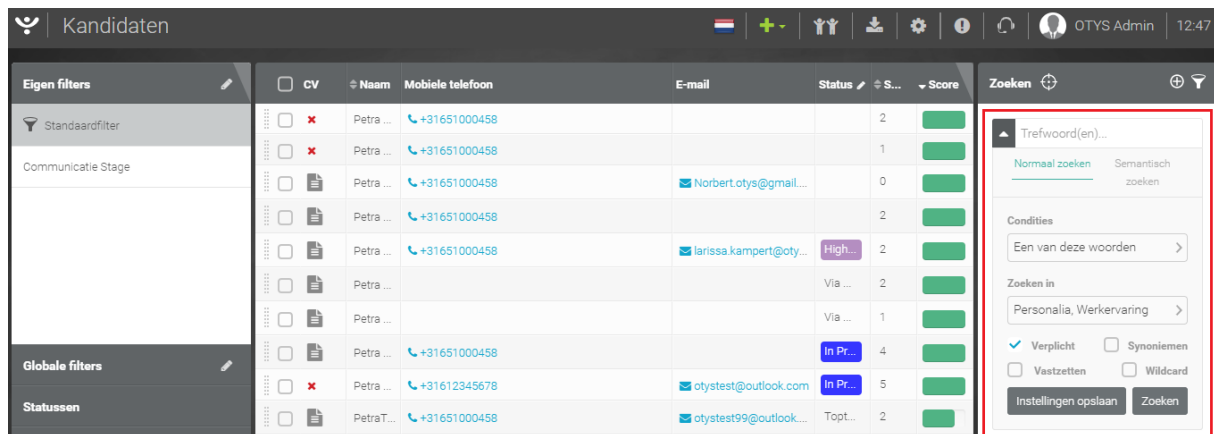 Kandidaten
OTYS Admin 12:47
Eigen filters
Standaardfilter
Communicatie Stage
Globale filters
Statussen
CV Naam Mobiele telefoon E-mail Status S... Score
Petra ... +31651000458 2
Petra ... +31651000458 1
Petra ... +31651000458 Norbert.otys@gmail.... 0
Petra ... +31651000458 2
Petra ... +31651000458 larissa.kampert@oty... High... 2
Petra ... Via ... 2
Petra ... Via ... 1
Petra ... +31651000458 In Pr... 4
Petra ... +31612345678 otystest@outlook.com In Pr... 5
PetraT... +31651000458 otystest99@outlook.... Topt... 2
Zoeken
Trefwoord(en)...
Normaal zoeken Semantisch
zoeken
Condities
Een van deze woorden
Zoeken in
Personalia, Werkervaring
Verplicht Synoniemen
Vastzetten Wildcard
Instellingen opslaan Zoeken